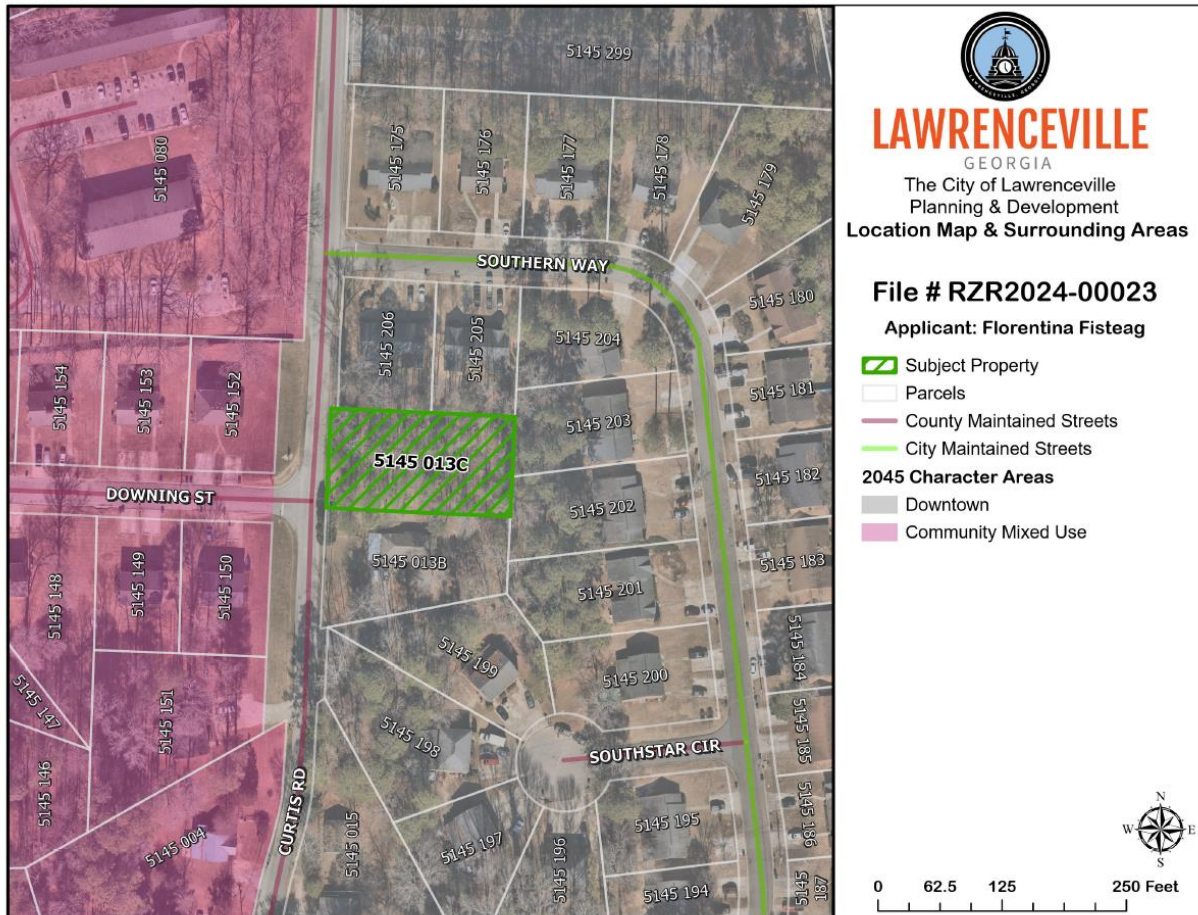 5145 299
5145 175
5145 176
5145 177
5145 178
5145 179
5145 080
SOUTHERN WAY
5145 180
5145 206
5145 205
5145 204
5145 154
5145 153
5145 152
5145 181
5145 203
5145 013C
5145 182
DOWNING ST
5145 202
5145 013B
5145 183
5145 148
5145 149
5145 150
5145 201
5145 199
5145 184
5145 200
5145 147
5145 151
5145 198
5145 185
SOUTHSTAR CIR
5145 146
CURTIS RD
5145 015
5145 004
5145 197
5145 196
5145 195
5145 186
5145 194
5145 187
LAWRENCEVILLE, GEORGIA
LAWRENCEVILLE
GEORGIA
The City of Lawrenceville
Planning & Development
Location Map & Surrounding Areas
File # RZR2024-00023
Applicant: Florentina Fisteag
Subject Property
Parcels
County Maintained Streets
City Maintained Streets
2045 Character Areas
Downtown
Community Mixed Use
N
W E
S
0 62.5 125 250 Feet